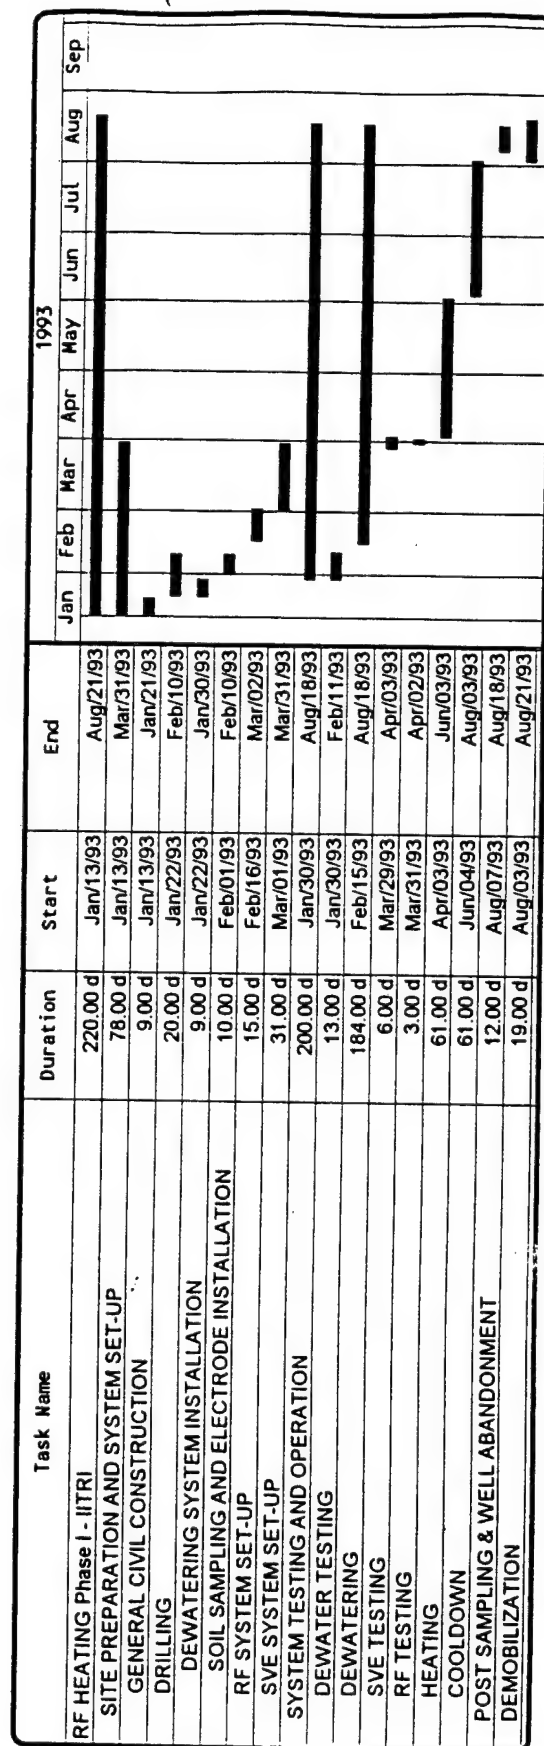 Task Name Duration Start End 1993
Jan Feb Mar Apr May Jun Jul Aug Sep
RF HEATING Phase I - IITRI 220.00 d Jan/13/93 Aug/21/93
SITE PREPARATION AND SYSTEM SET-UP 78.00 d Jan/13/93 Mar/31/93
GENERAL CIVIL CONSTRUCTION 9.00 d Jan/13/93 Jan/21/93
DRILLING 20.00 d Jan/22/93 Feb/10/93
DEWATERING SYSTEM INSTALLATION 9.00 d Jan/22/93 Jan/30/93
SOIL SAMPLING AND ELECTRODE INSTALLATION 10.00 d Feb/01/93 Feb/10/93
RF SYSTEM SET-UP 15.00 d Feb/16/93 Mar/02/93
SVE SYSTEM SET-UP 31.00 d Mar/01/93 Mar/31/93
SYSTEM TESTING AND OPERATION 200.00 d Jan/30/93 Aug/18/93
DEWATER TESTING 13.00 d Jan/30/93 Feb/11/93
DEWATERING 184.00 d Feb/15/93 Aug/18/93
SVE TESTING 6.00 d Mar/29/93 Apr/03/93
RF TESTING 3.00 d Mar/31/93 Apr/02/93
HEATING 61.00 d Apr/03/93 Jun/03/93
COOLDOWN 61.00 d Jun/04/93 Aug/03/93
POST SAMPLING & WELL ABANDONMENT 12.00 d Aug/07/93 Aug/18/93
DEMOBILIZATION 19.00 d Aug/03/93 Aug/21/93